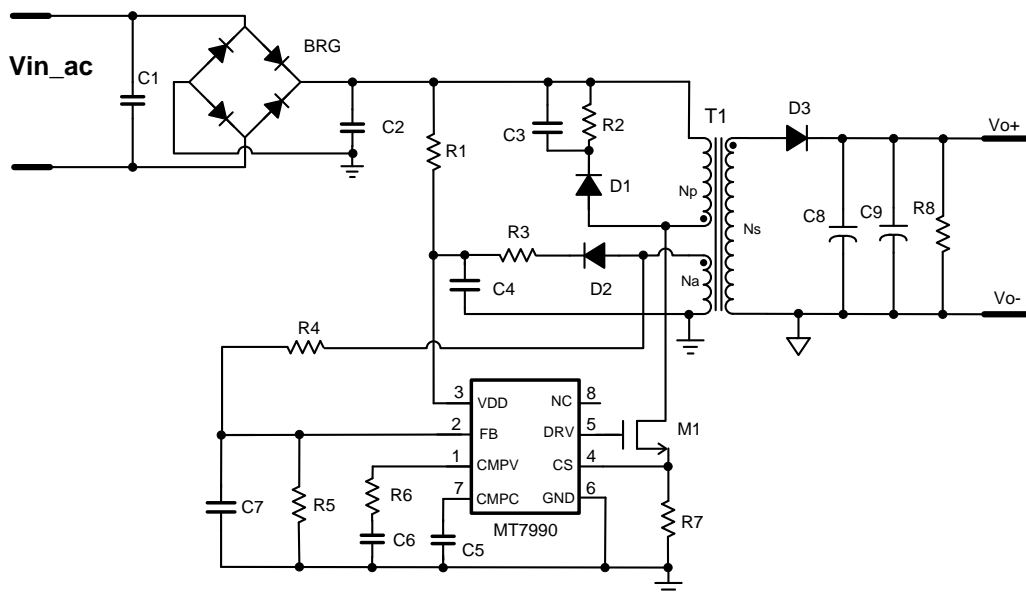 BRG
Vin_ac
C1
C2
R1
C3
R2
D1
T1
D3
Vo+
Np
Ns
C8
C9
R8
R3
D2
Na
C4
Vo-
R4
3
VDD
NC
8
2
FB
DRV
5
M1
1
CMPV
CS
4
7
CMPC
GND
6
R6
C7
R5
C6
C5
MT7990
R7